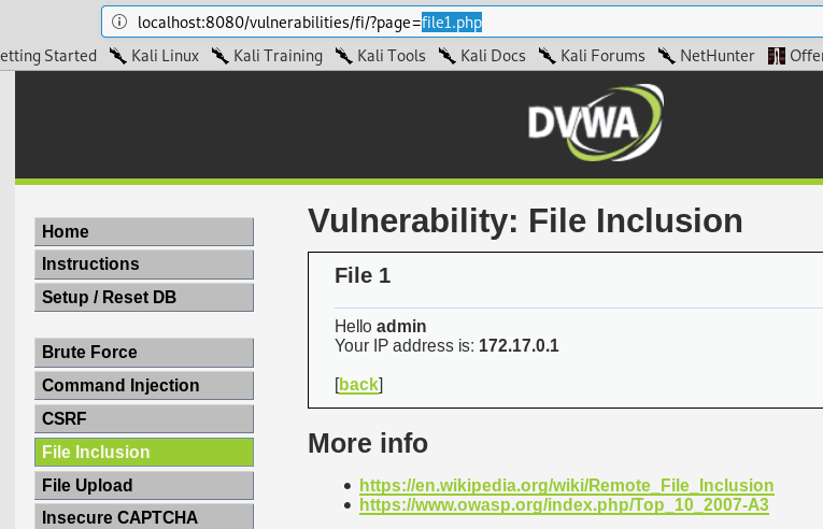 localhost:8080/vulnerabilities/fi/?page=file1.php
etting Started Kali Linux Kali Training Kali Tools Kali Docs Kali Forums NetHunter Offen
DVWA
Vulnerability: File Inclusion
Home
Instructions
Setup / Reset DB
Brute Force
Command Injection
CSRF
File Inclusion
File Upload
Insecure CAPTCHA
File 1
Hello admin
Your IP address is: 172.17.0.1
[back]
More info
https://en.wikipedia.org/wiki/Remote_File_Inclusion
https://www.owasp.org/index.php/Top_10_2007-A3